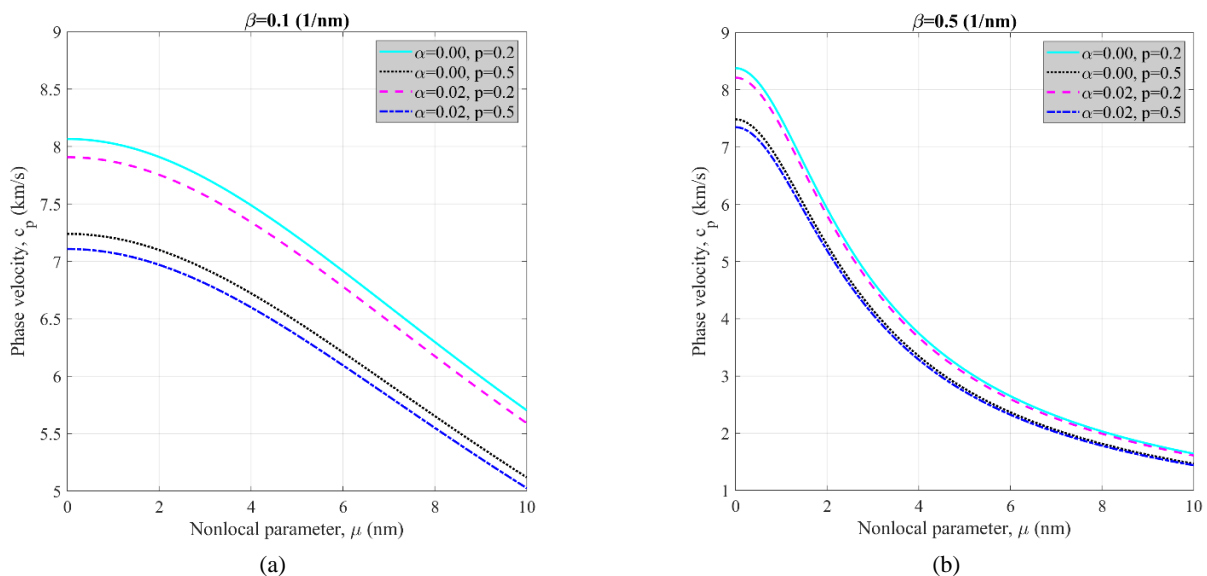 β=0.1 (1/nm)
α=0.00, p=0.2
α=0.00, p=0.5
α=0.02, p=0.2
α=0.02, p=0.5
Phase velocity, c_p (km/s)
9
8.5
8
7.5
7
6.5
6
5.5
5
0 2 4 6 8 10
Nonlocal parameter, μ (nm)
(a)
β=0.5 (1/nm)
α=0.00, p=0.2
α=0.00, p=0.5
α=0.02, p=0.2
α=0.02, p=0.5
Phase velocity, c_p (km/s)
9
8
7
6
5
4
3
2
1
0 2 4 6 8 10
Nonlocal parameter, μ (nm)
(b)